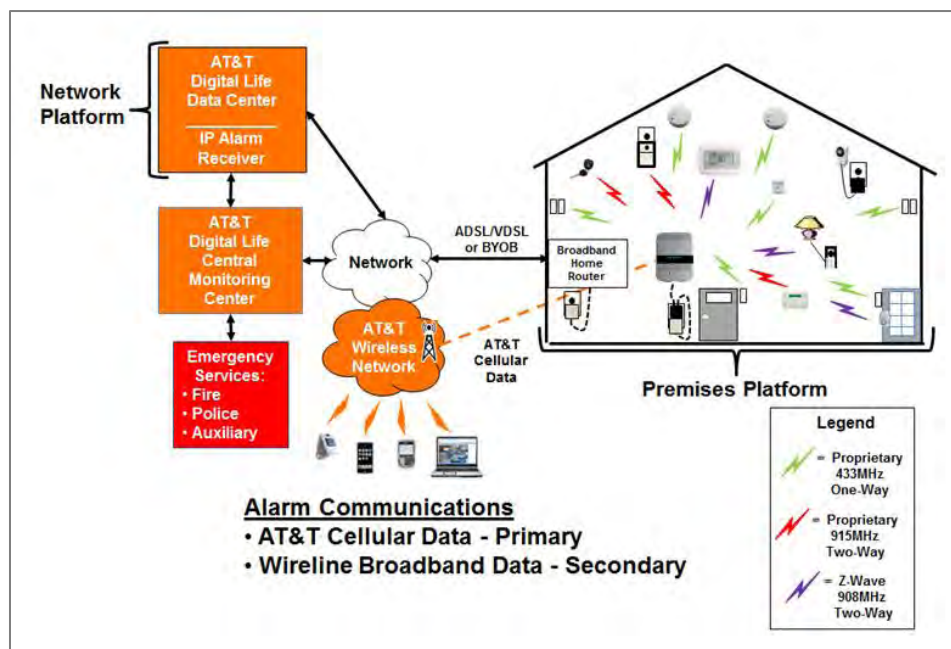 Network
Platform
AT&T
Digital Life
Data Center
IP Alarm
Receiver
AT&T
Digital Life
Central
Monitoring
Center
Emergency
Services:
• Fire
• Police
• Auxiliary
Network
AT&T
Wireless
Network
ADSL/VDSL
or BYOB
AT&T
Cellular
Data
Broadband
Home
Router
Premises Platform
Alarm Communications
• AT&T Cellular Data - Primary
• Wireline Broadband Data - Secondary
Legend
= Proprietary
433MHz
One-Way
= Proprietary
915MHz
Two-Way
= Z-Wave
908MHz
Two-Way